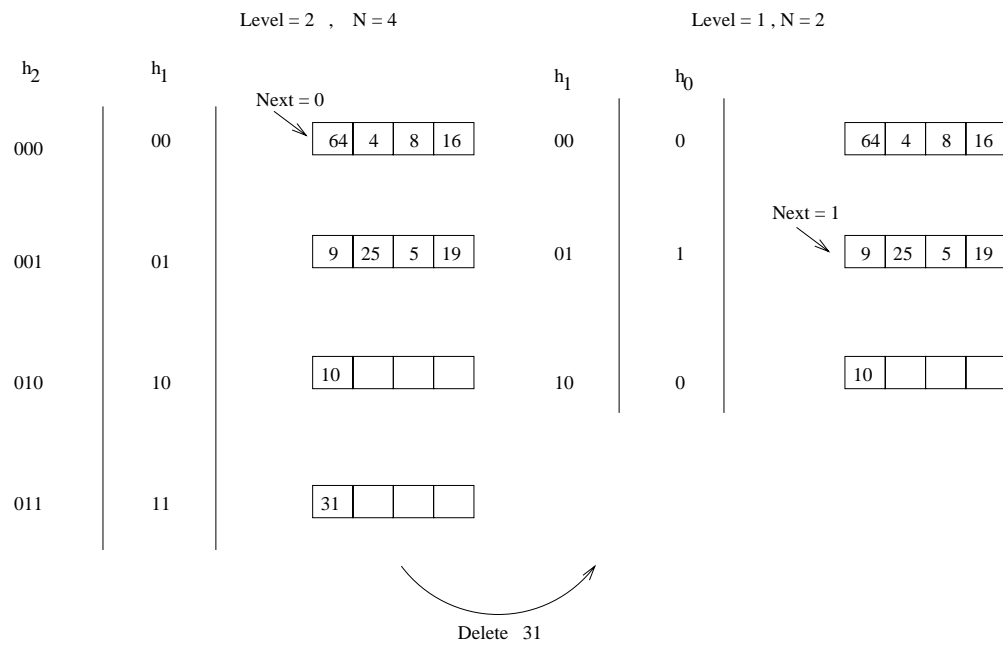 Level = 2 , N = 4
Level = 1 , N = 2
h2 h1
h1 h0
Next = 0
000 00 64 4 8 16
00 0 64 4 8 16
Next = 1
001 01 9 25 5 19
01 1 9 25 5 19
010 10 10
10 0 10
011 11 31
Delete 31